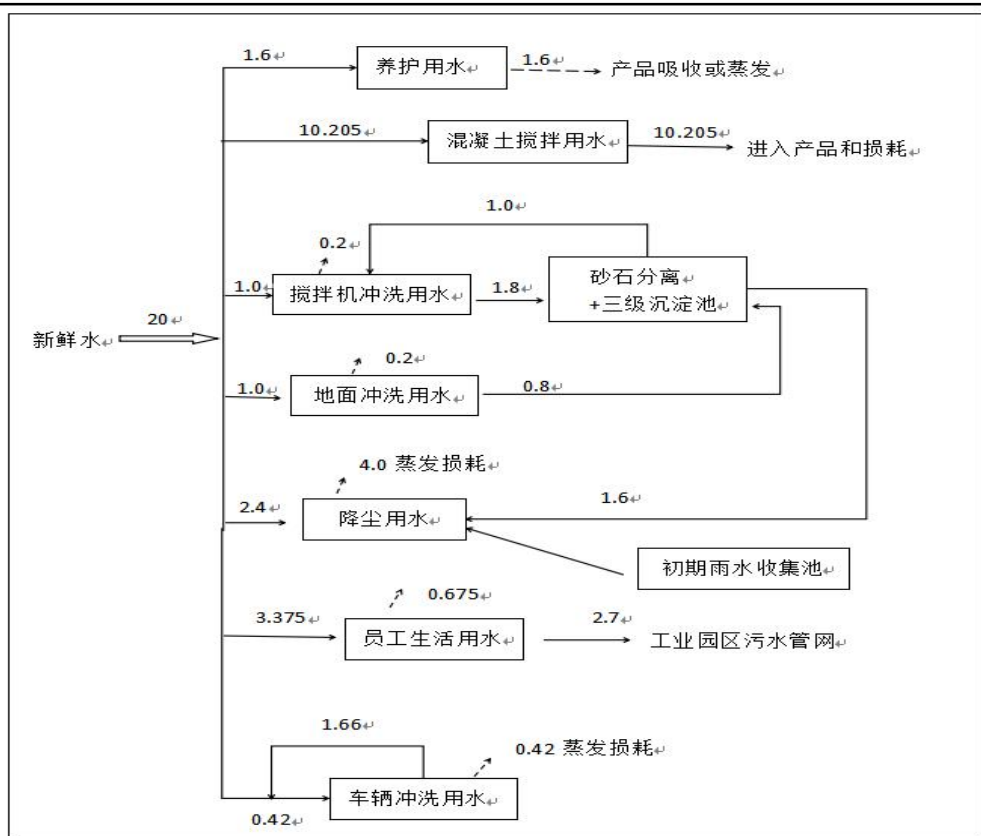 1.6
养护用水
1.6
产品吸收或蒸发
10.205
混凝土搅拌用水
10.205
进入产品和损耗
1.0
0.2
1.0
搅拌机冲洗用水
1.8
砂石分离
+三级沉淀池
新鲜水
20
0.2
1.0
地面冲洗用水
0.8
4.0 蒸发损耗
2.4
降尘用水
1.6
初期雨水收集池
0.675
3.375
员工生活用水
2.7
工业园区污水管网
1.66
0.42 蒸发损耗
车辆冲洗用水
0.42